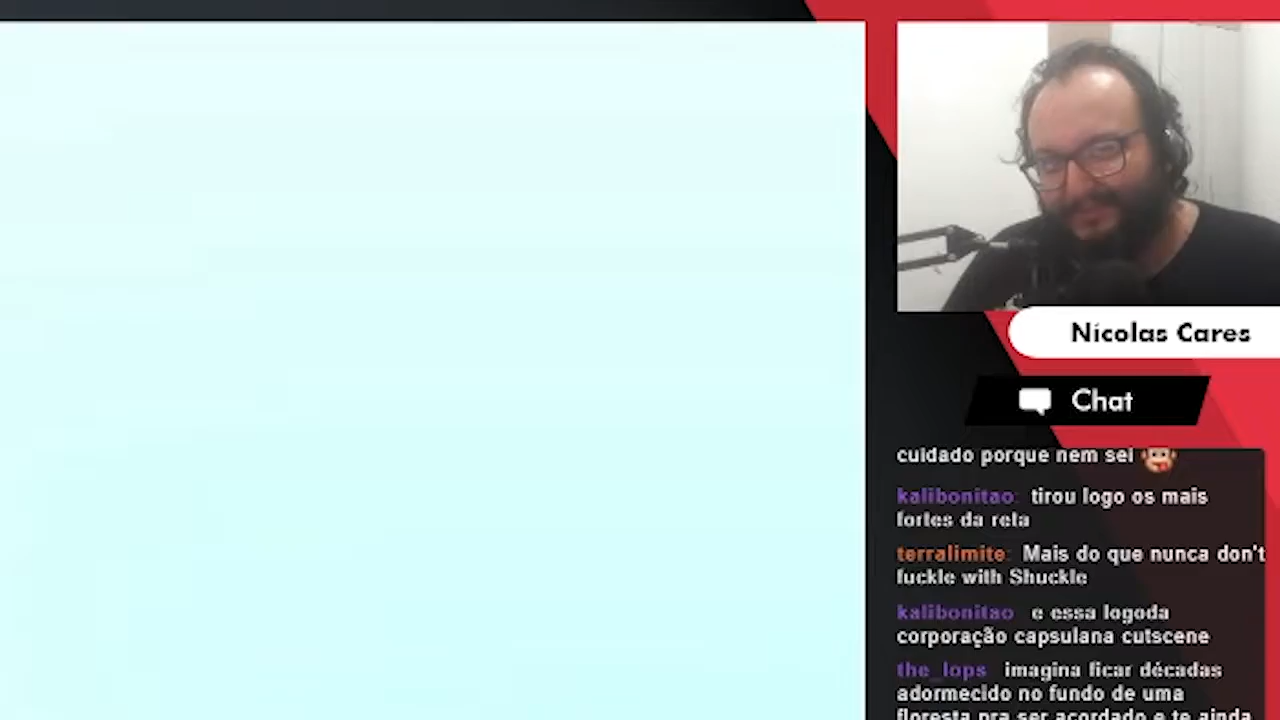 Nícolas Cares
Chat
cuidado porque nem sei
kalibonitao: tirou logo os mais
fortes da reta
terralimite: Mais do que nunca don't
fuckle with Shuckle
kalibonitao e essa logoda
corporação capsulana cutscene
the_lops imagina ficar décadas
adormecido no fundo de uma
floresta pra ser acordado e te ainda